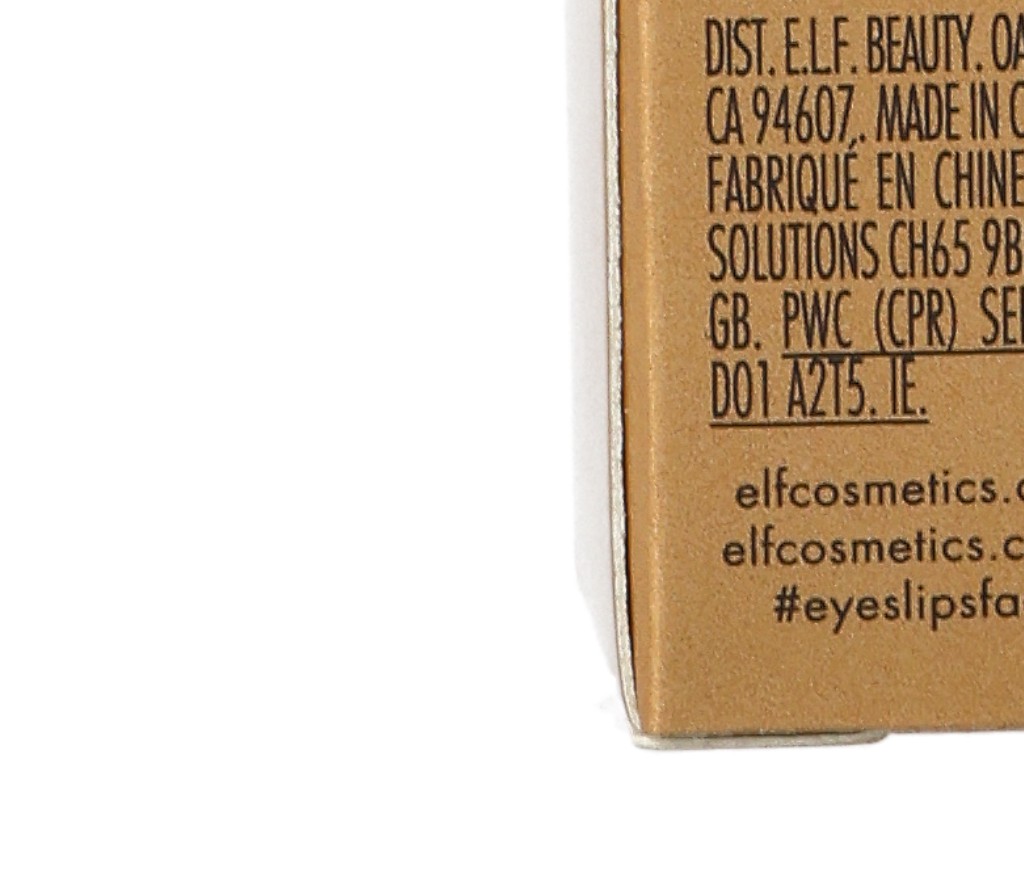 DIST. E.L.F. BEAUTY. OA
CA 94607,. MADE IN C
FABRIQUÉ EN CHINE
SOLUTIONS CH65 9B
GB. PWC (CPR) SE
D01 A2T5. IE.
elfcosmetics.c
elfcosmetics.c
#eyeslipsfa